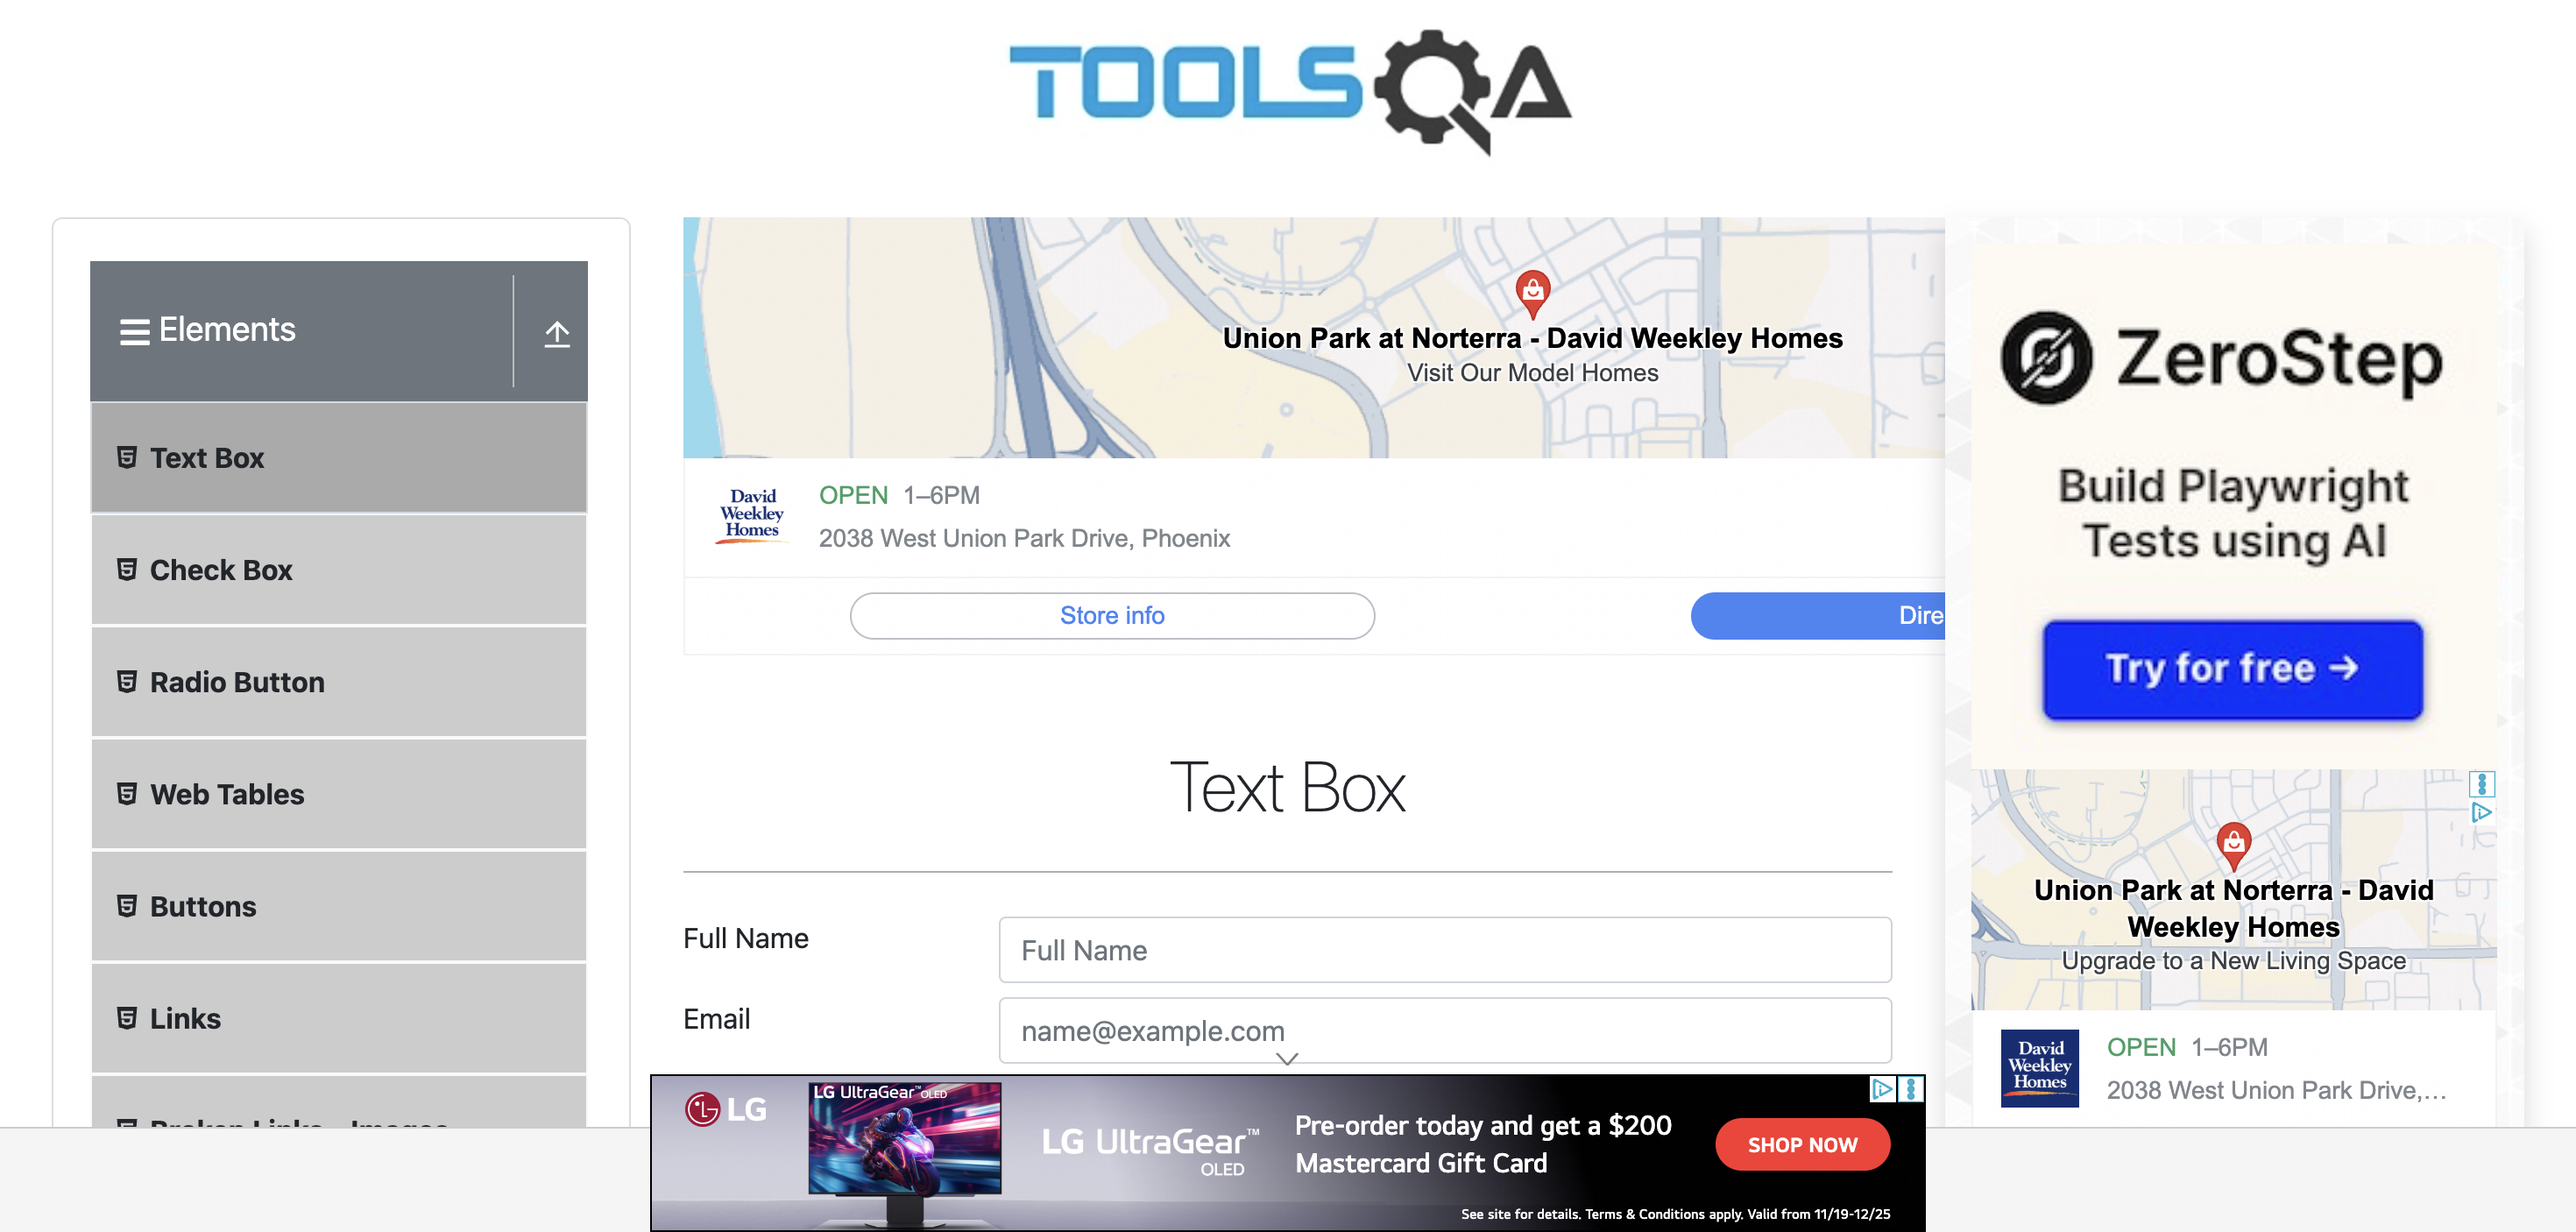 TOOLSQA
Elements
Text Box
Check Box
Radio Button
Web Tables
Buttons
Links
Broken Links - Images
Union Park at Norterra - David Weekley Homes
Visit Our Model Homes
David
Weekley
Homes
OPEN 1–6PM
2038 West Union Park Drive, Phoenix
Store info
Dire
Text Box
Full Name
Full Name
Email
name@example.com
ZeroStep
Build Playwright
Tests using AI
Try for free →
Union Park at Norterra - David
Weekley Homes
Upgrade to a New Living Space
David
Weekley
Homes
OPEN 1–6PM
2038 West Union Park Drive,...
LG
LG UltraGear™ OLED
LG UltraGear™
OLED
Pre-order today and get a $200
Mastercard Gift Card
SHOP NOW
See site for details. Terms & Conditions apply. Valid from 11/19-12/25